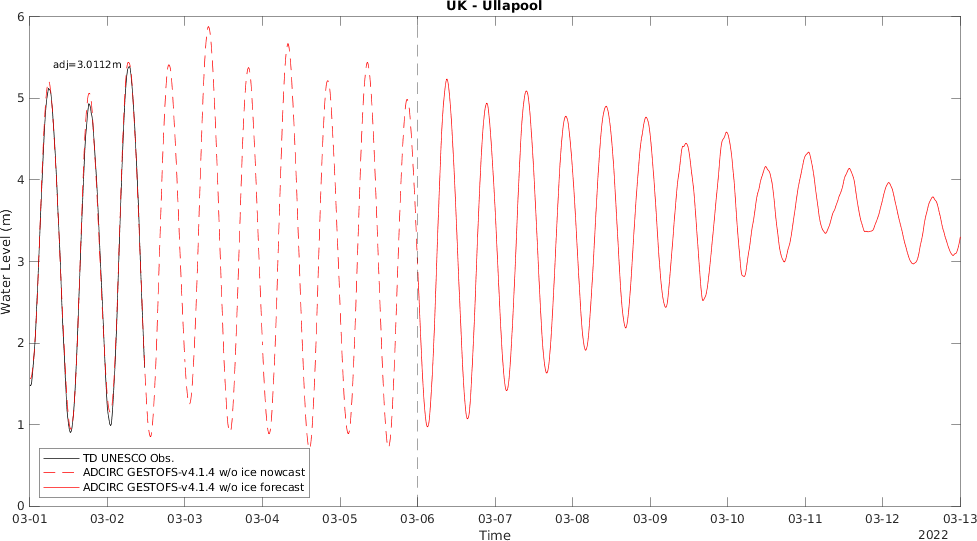 UK - Ullapool
6
adj=3.0112m
5
4
Water Level (m)
3
2
1
TD UNESCO Obs.
ADCIRC GESTOFS-v4.1.4 w/o ice nowcast
ADCIRC GESTOFS-v4.1.4 w/o ice forecast
0
03-01 03-02 03-03 03-04 03-05 03-06 03-07 03-08 03-09 03-10 03-11 03-12 03-13
Time 2022